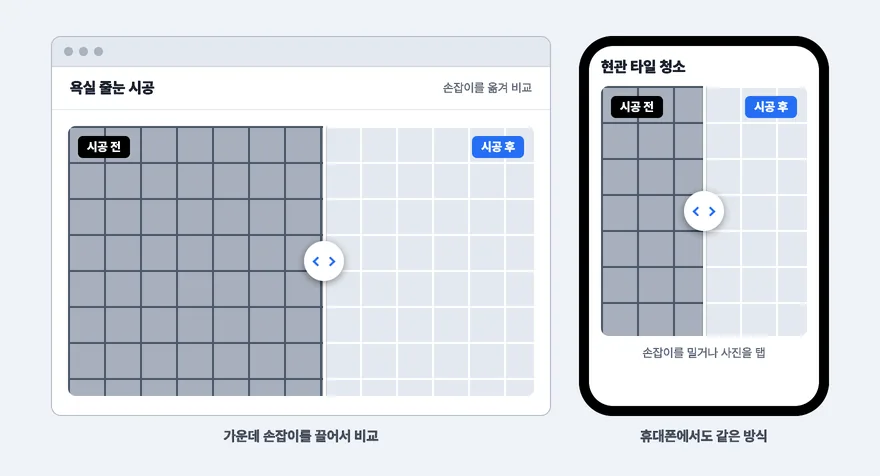 욕실 줄눈 시공
손잡이를 옮겨 비교
시공 전
시공 후
가운데 손잡이를 끌어서 비교
현관 타일 청소
시공 전
시공 후
손잡이를 밀거나 사진을 탭
휴대폰에서도 같은 방식